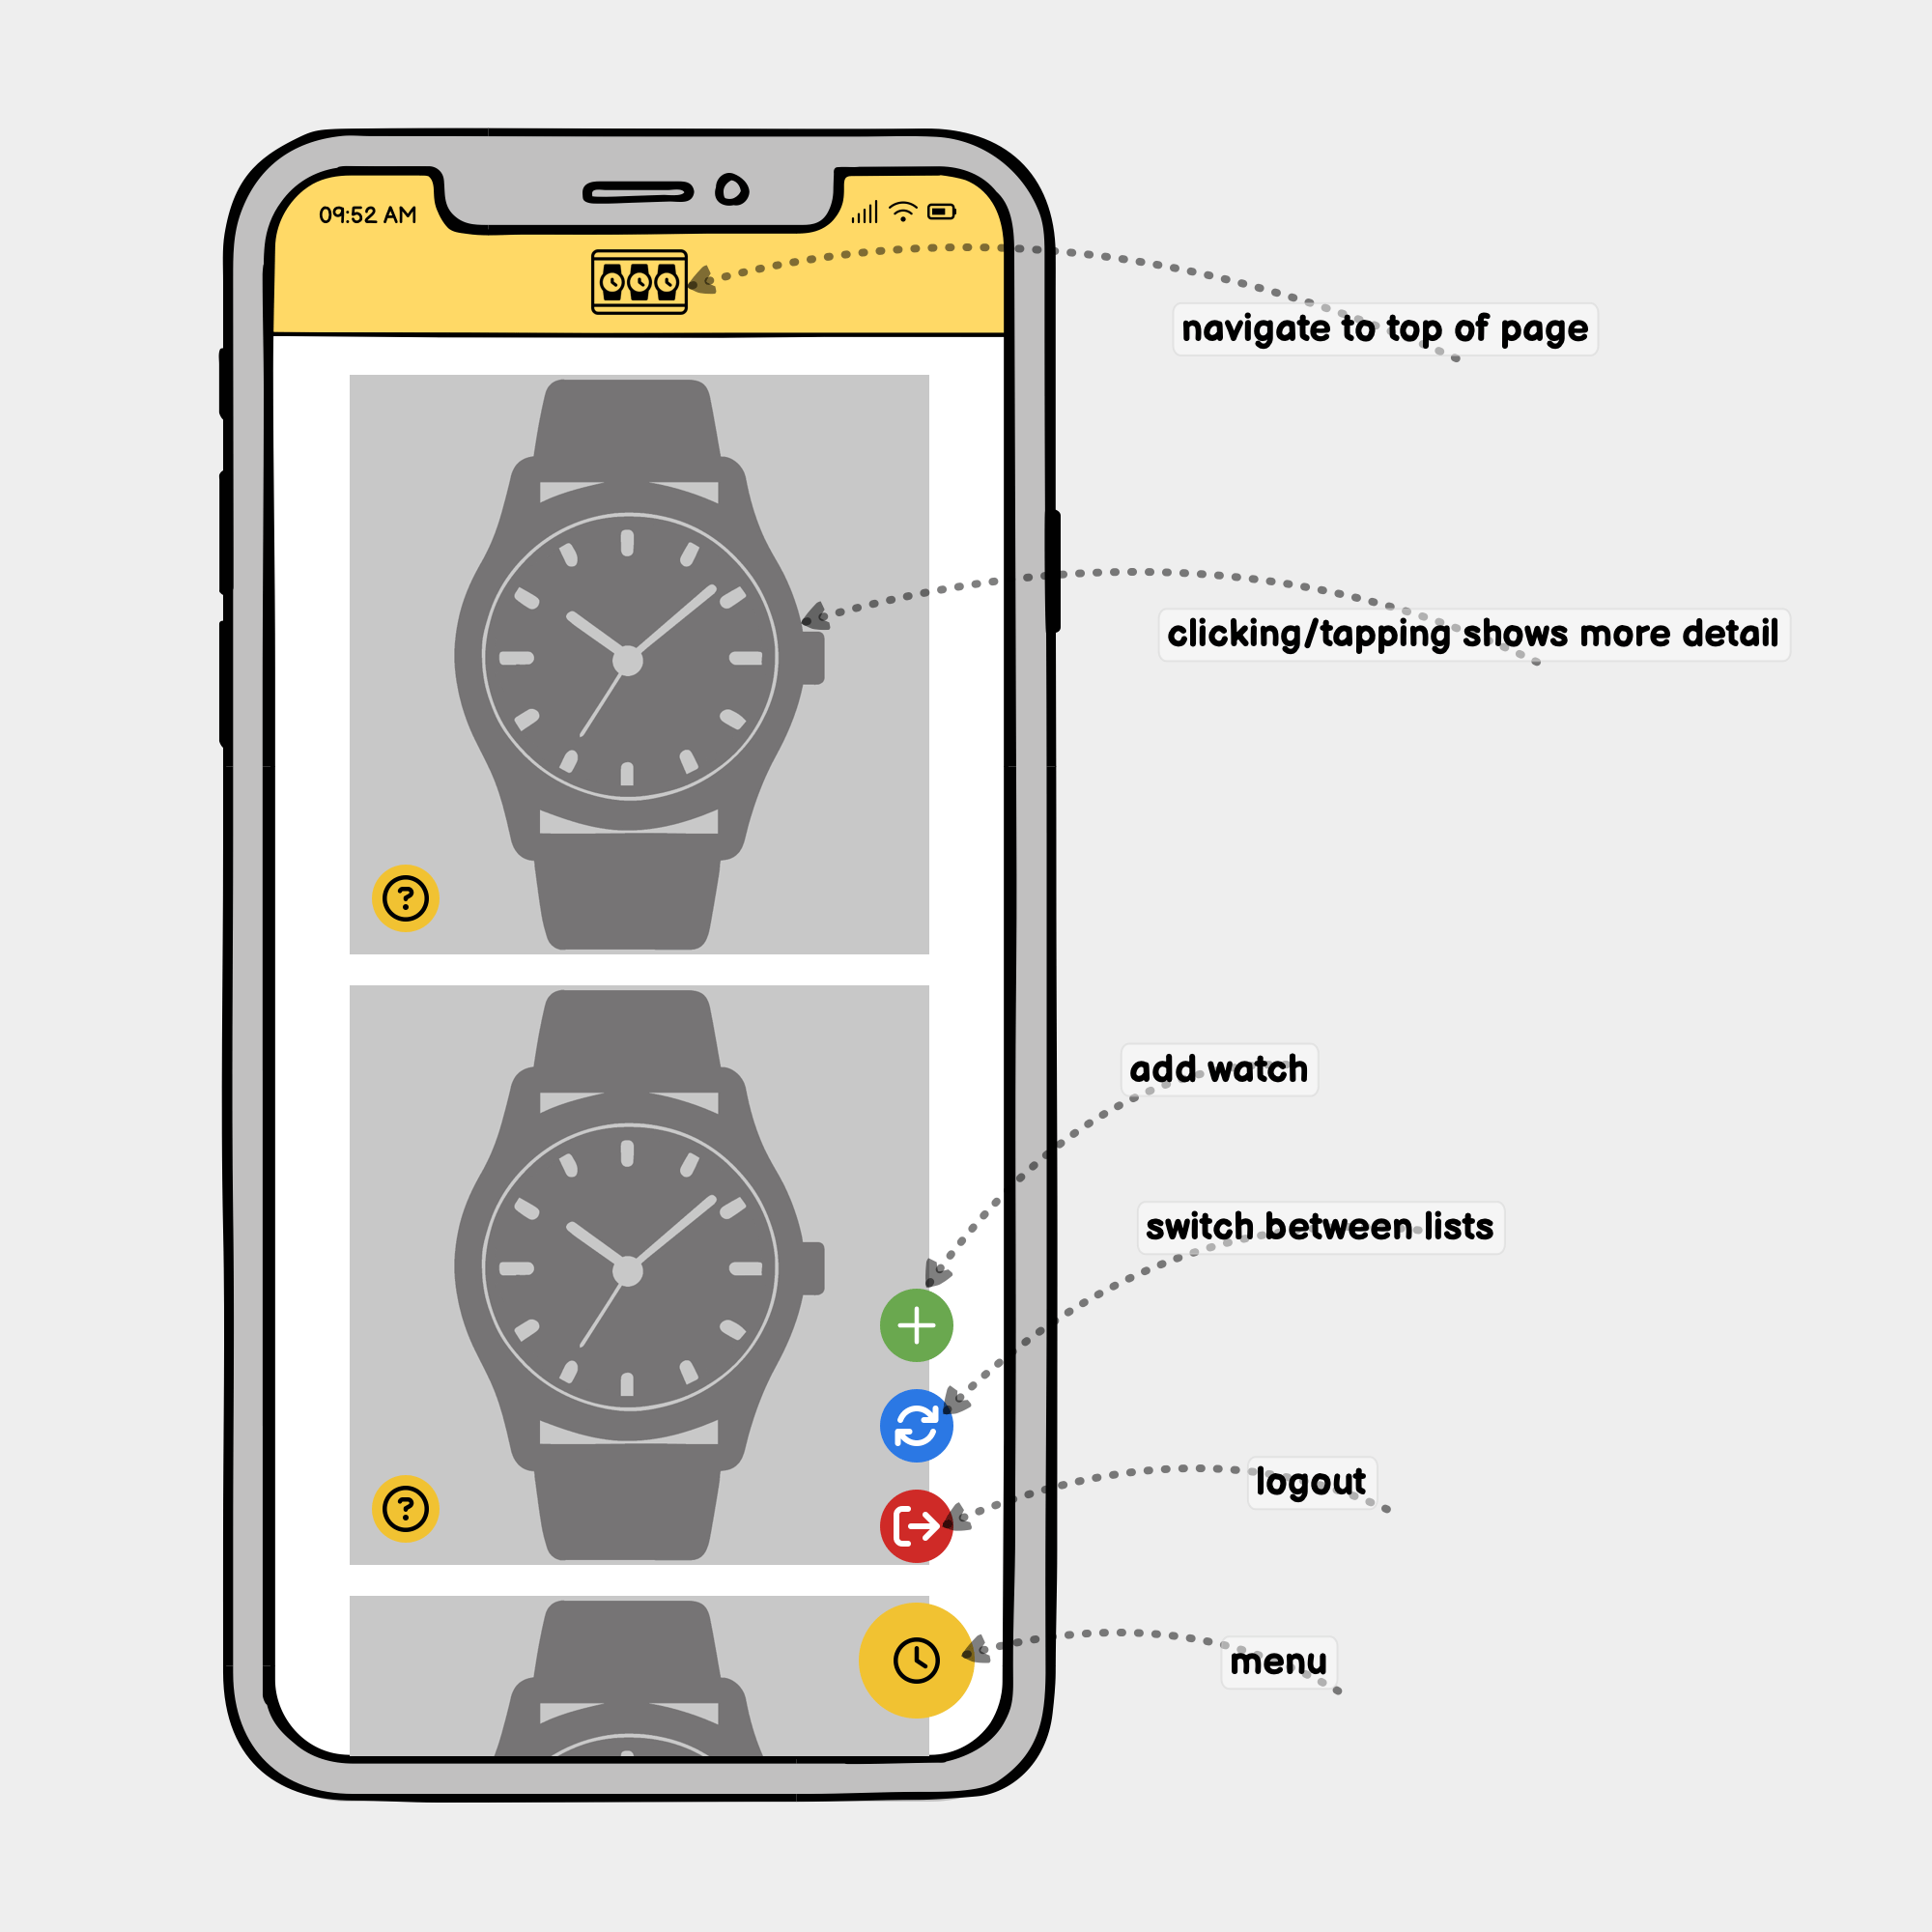 09:52 AM
navigate to top of page
clicking/tapping shows more detail
?
add watch
switch between lists
?
logout
menu